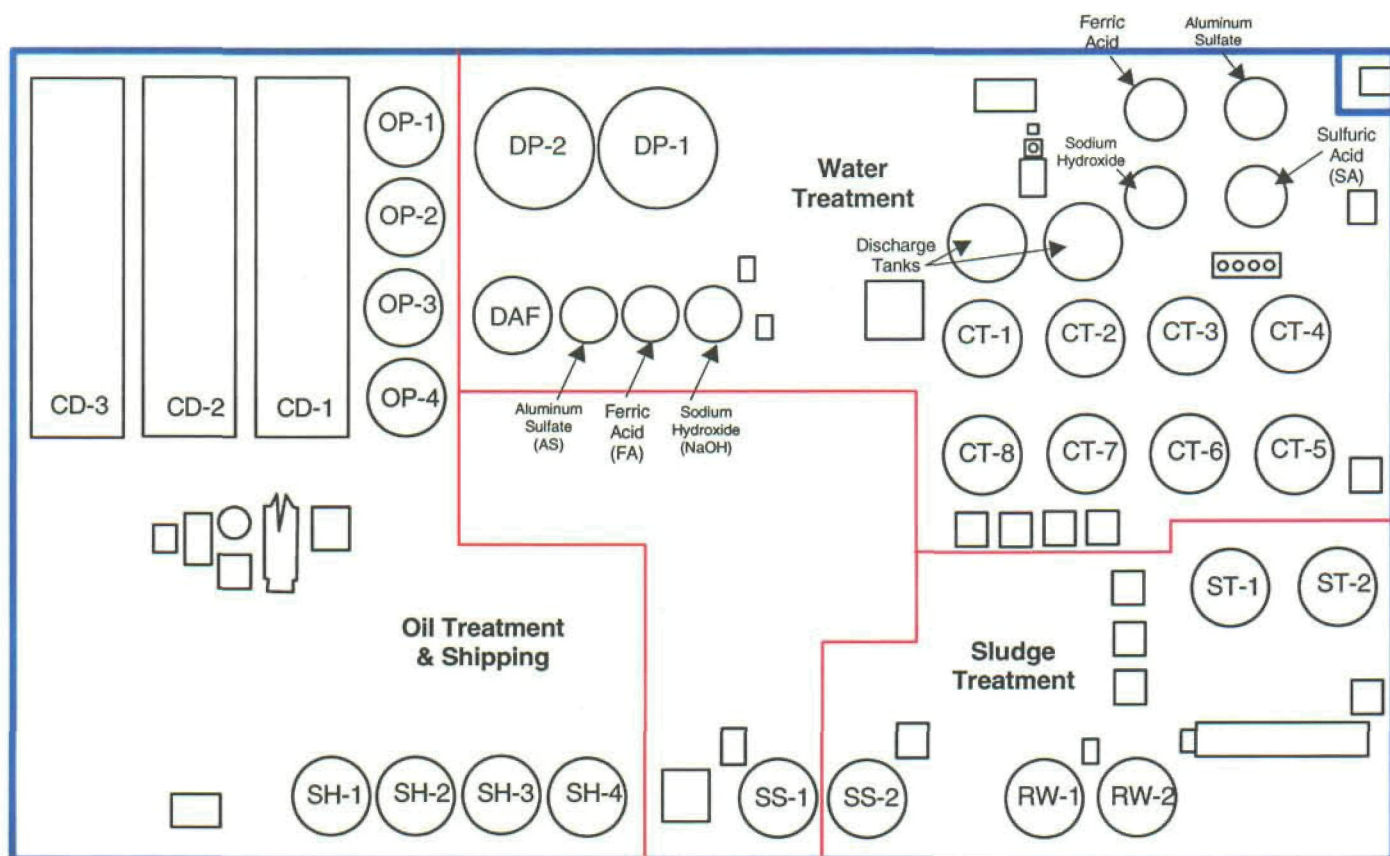 Ferric
Acid
Aluminum
Sulfate
OP-1
DP-2
DP-1
Water
Treatment
Sodium
Hydroxide
Sulfuric
Acid
(SA)
OP-2
Discharge
Tanks
OP-3
DAF
CT-1
CT-2
CT-3
CT-4
CD-3
CD-2
CD-1
OP-4
Aluminum
Sulfate
(AS)
Ferric
Acid
(FA)
Sodium
Hydroxide
(NaOH)
CT-8
CT-7
CT-6
CT-5
ST-1
ST-2
Oil Treatment
& Shipping
Sludge
Treatment
SH-1
SH-2
SH-3
SH-4
SS-1
SS-2
RW-1
RW-2